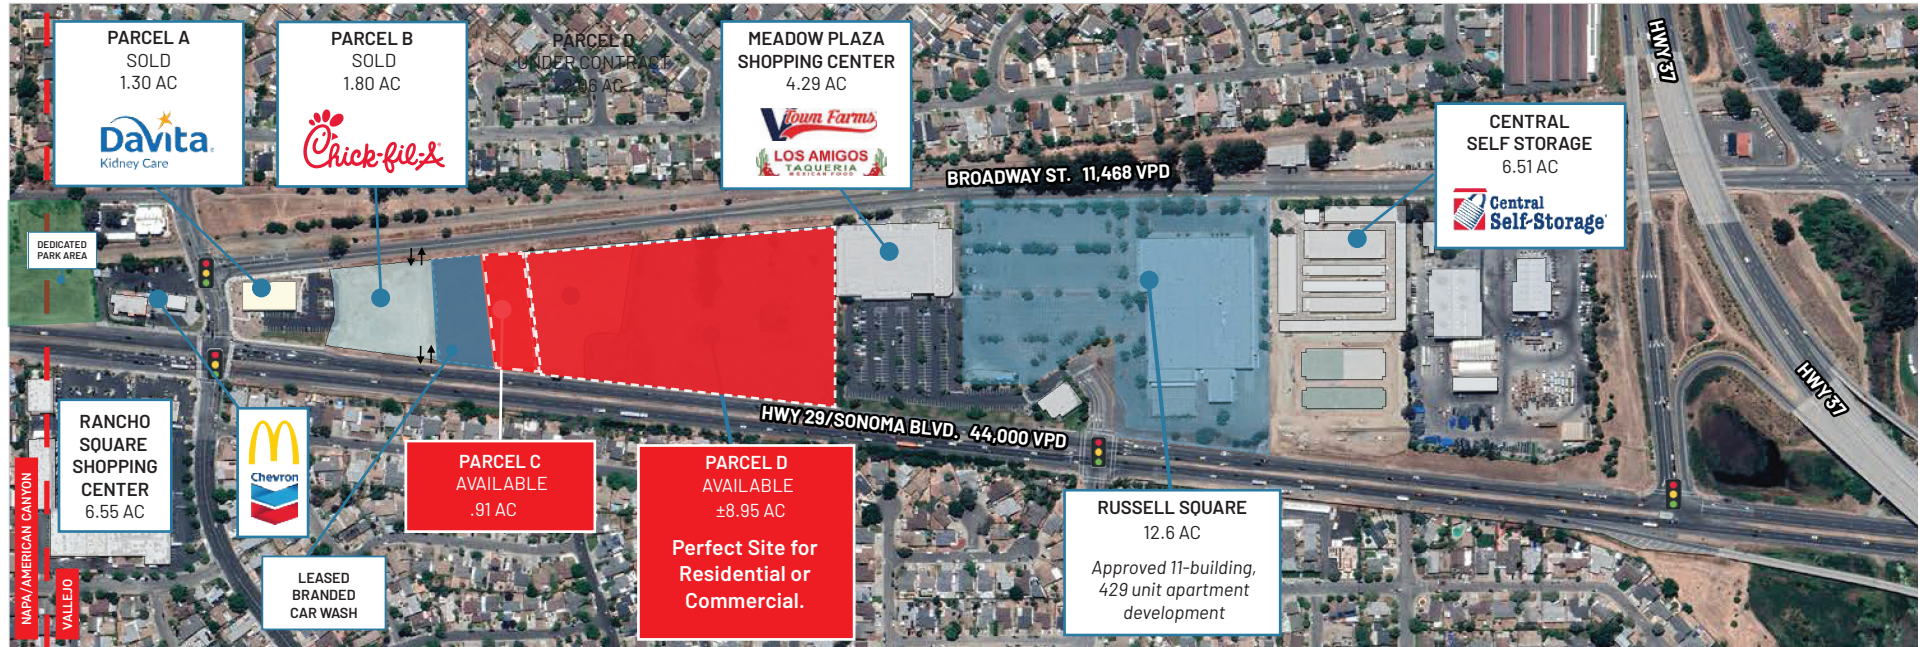 PARCEL A
SOLD
1.30 AC
DaVita
Kidney Care
PARCEL B
SOLD
1.80 AC
Chick-fil-A
PARCEL D
UNDER CONTRACT
MEADOW PLAZA
SHOPPING CENTER
4.29 AC
V Town Farms
LOS AMIGOS
TAQUERIA
MEXICAN FOOD
HWY 37
CENTRAL
SELF STORAGE
6.51 AC
Central
Self-Storage
BROADWAY ST. 11,468 VPD
DEDICATED
PARK AREA
HWY 37
HWY 29/SONOMA BLVD. 44,000 VPD
RANCHO
SQUARE
SHOPPING
CENTER
6.55 AC
Chevron
PARCEL C
AVAILABLE
.91 AC
PARCEL D
AVAILABLE
±8.95 AC
Perfect Site for
Residential or
Commercial.
RUSSELL SQUARE
12.6 AC
Approved 11-building,
429 unit apartment
development
LEASED
BRANDED
CAR WASH
NAPA/AMERICAN CANYON
VALLEJO